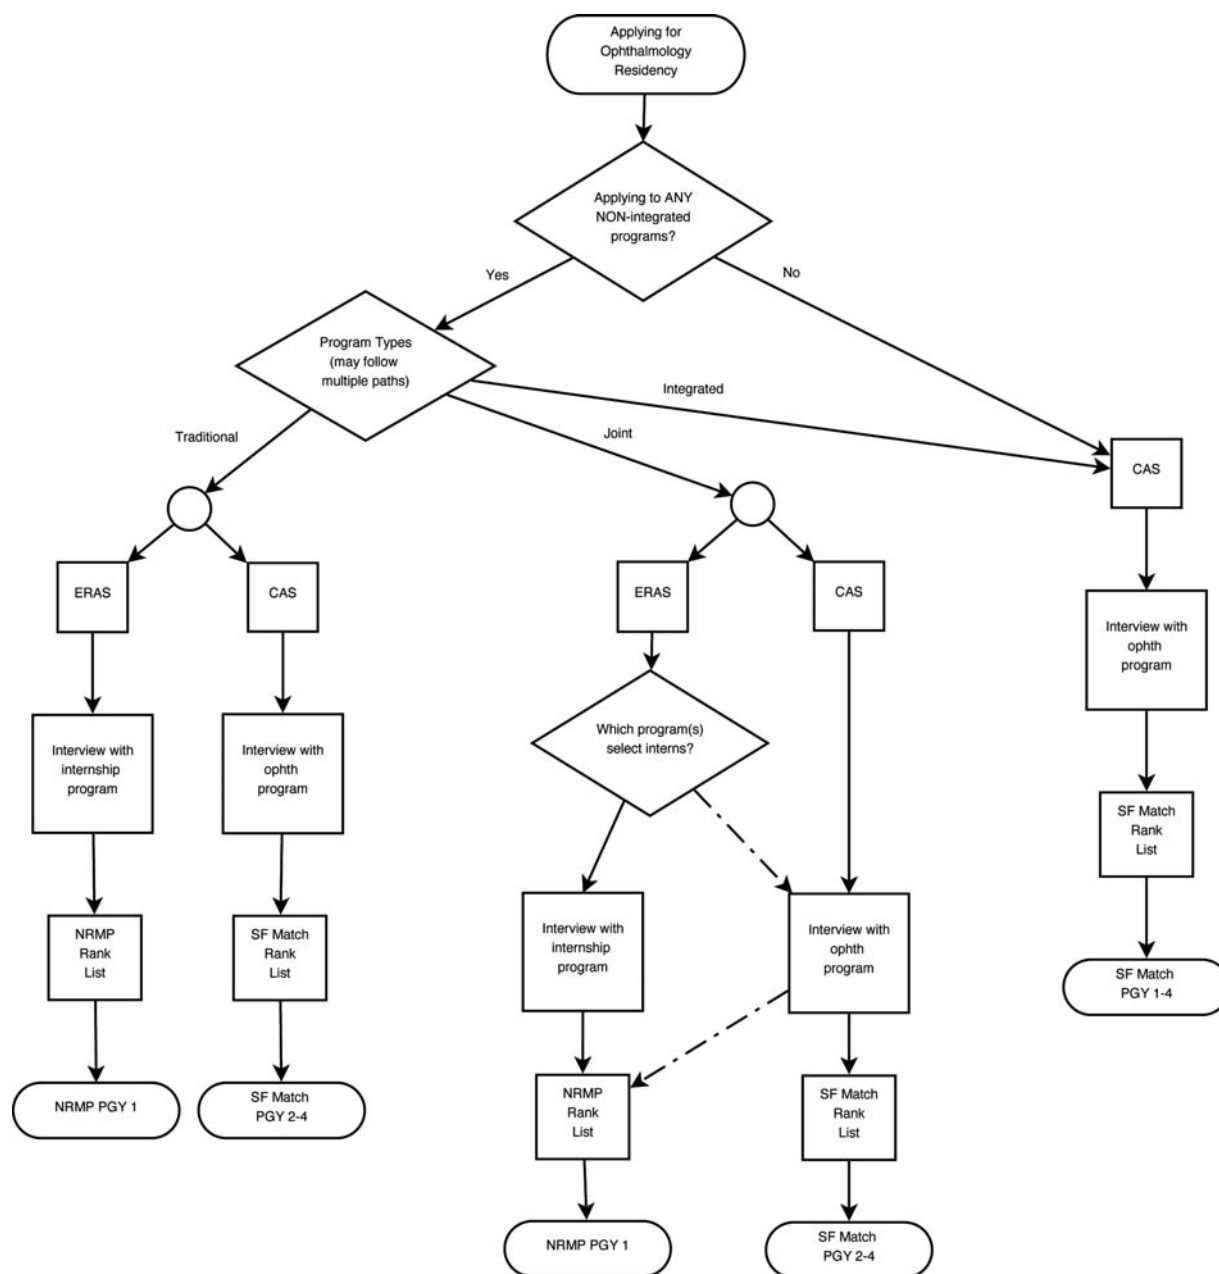 Applying for
Ophthalmology
Residency
Applying to ANY
NON-integrated
programs?
Yes
No
Program Types
(may follow
multiple paths)
Integrated
Traditional
Joint
CAS
ERAS
CAS
ERAS
CAS
Interview with
ophth
program
Interview with
internship
program
Interview with
ophth
program
Which program(s)
select interns?
SF Match
Rank
List
NRMP
Rank
List
SF Match
Rank
List
Interview with
internship
program
Interview with
ophth
program
SF Match
PGY 1-4
NRMP PGY 1
SF Match
PGY 2-4
NRMP
Rank
List
SF Match
Rank
List
NRMP PGY 1
SF Match
PGY 2-4